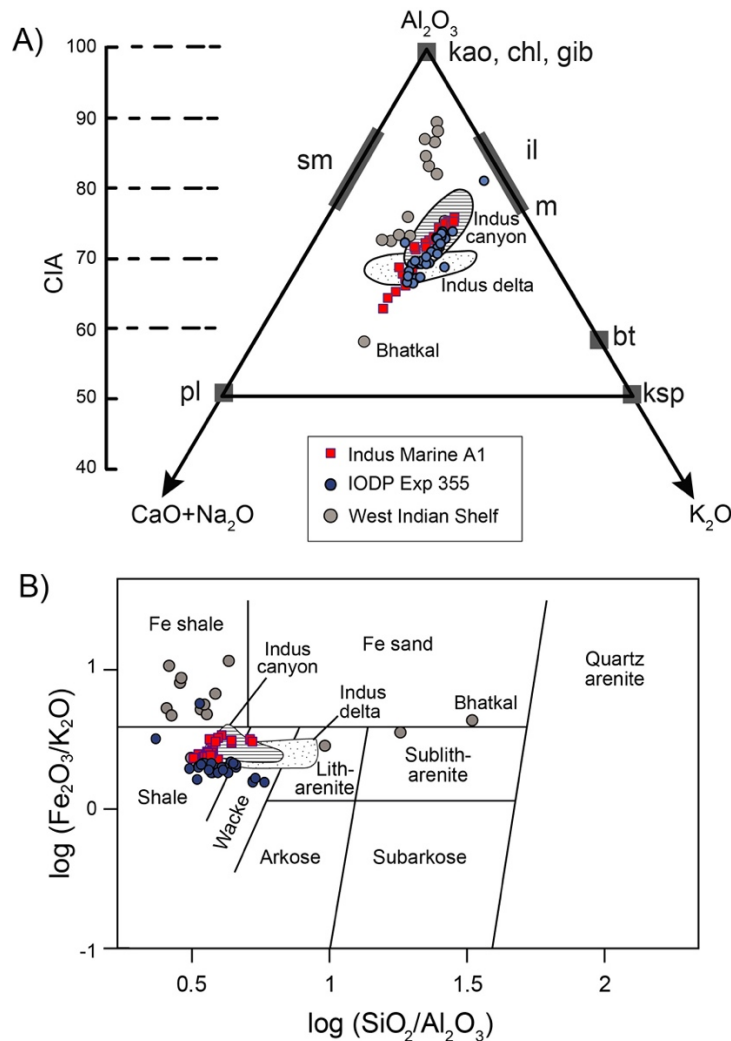 A)
Al₂O₃
kao, chl, gib
100
90
80
70
60
50
40
CIA
sm
il
m
Indus
canyon
Indus delta
Bhatkal
bt
pl
ksp
CaO+Na₂O
K₂O
Indus Marine A1
IODP Exp 355
West Indian Shelf
B)
Fe shale
Indus
canyon
Fe sand
Indus
delta
Bhatkal
Quartz
arenite
Shale
Wacke
Lith-
arenite
Sublith-
arenite
Arkose
Subarkose
1
0
-1
log (Fe₂O₃/K₂O)
0.5
1
1.5
2
log (SiO₂/Al₂O₃)